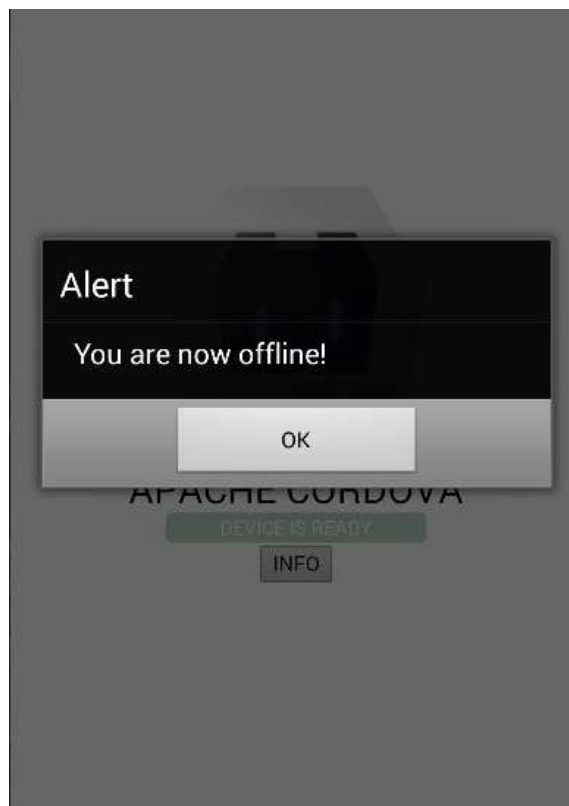 Alert
You are now offline!
OK
APACHE CORDOVA
DEVICE IS READY
INFO